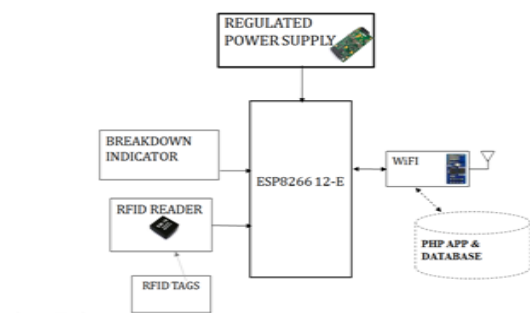 REGULATED
POWER SUPPLY
BREAKDOWN
INDICATOR
ESP8266 12-E
WiFI
RFID READER
PHP APP &
DATABASE
RFID TAGS